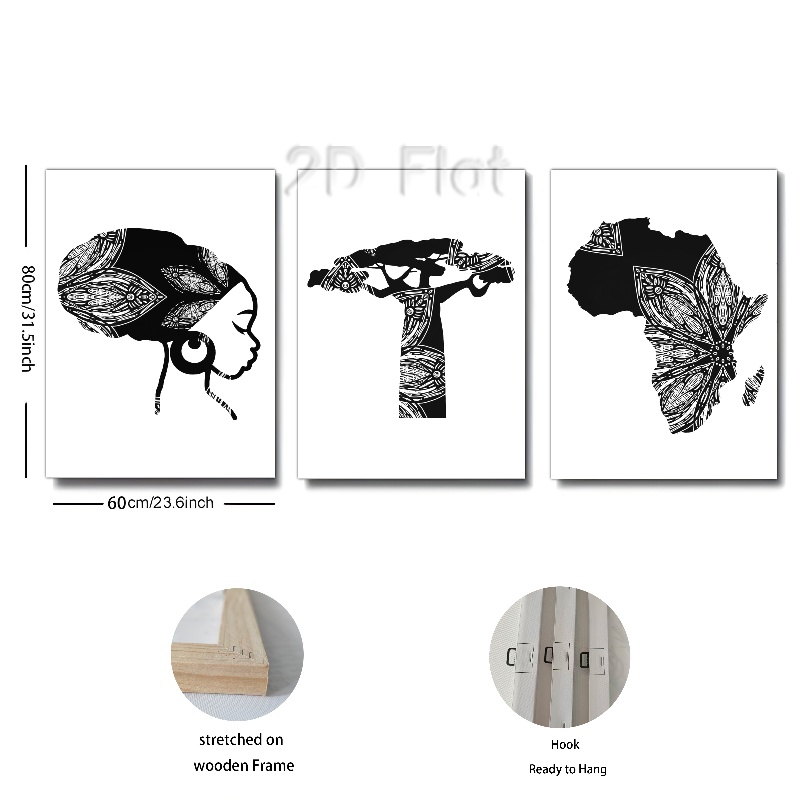 2D Flat
80cm/31.5inch
60cm/23.6inch
stretched on
wooden Frame
Hook
Ready to Hang